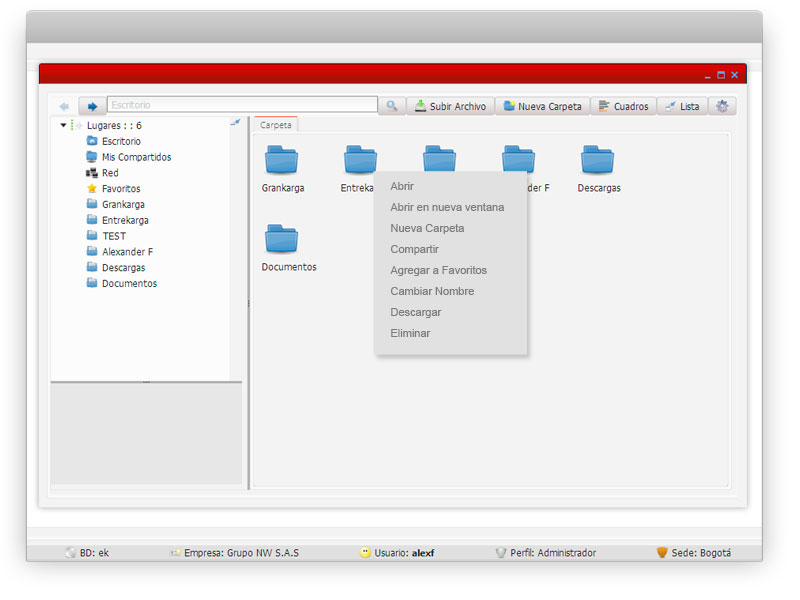 Escritorio
Subir Archivo
Nueva Carpeta
Cuadros
Lista
Lugares : : 6
Escritorio
Mis Compartidos
Red
Favoritos
Grankarga
Entrekarga
TEST
Alexander F
Descargas
Documentos
Carpeta
Grankarga
Entreka
der F
Descargas
Documentos
Abrir
Abrir en nueva ventana
Nueva Carpeta
Compartir
Agregar a Favoritos
Cambiar Nombre
Descargar
Eliminar
BD: ek
Empresa: Grupo NW S.A.S
Usuario: alexf
Perfil: Administrador
Sede: Bogotá